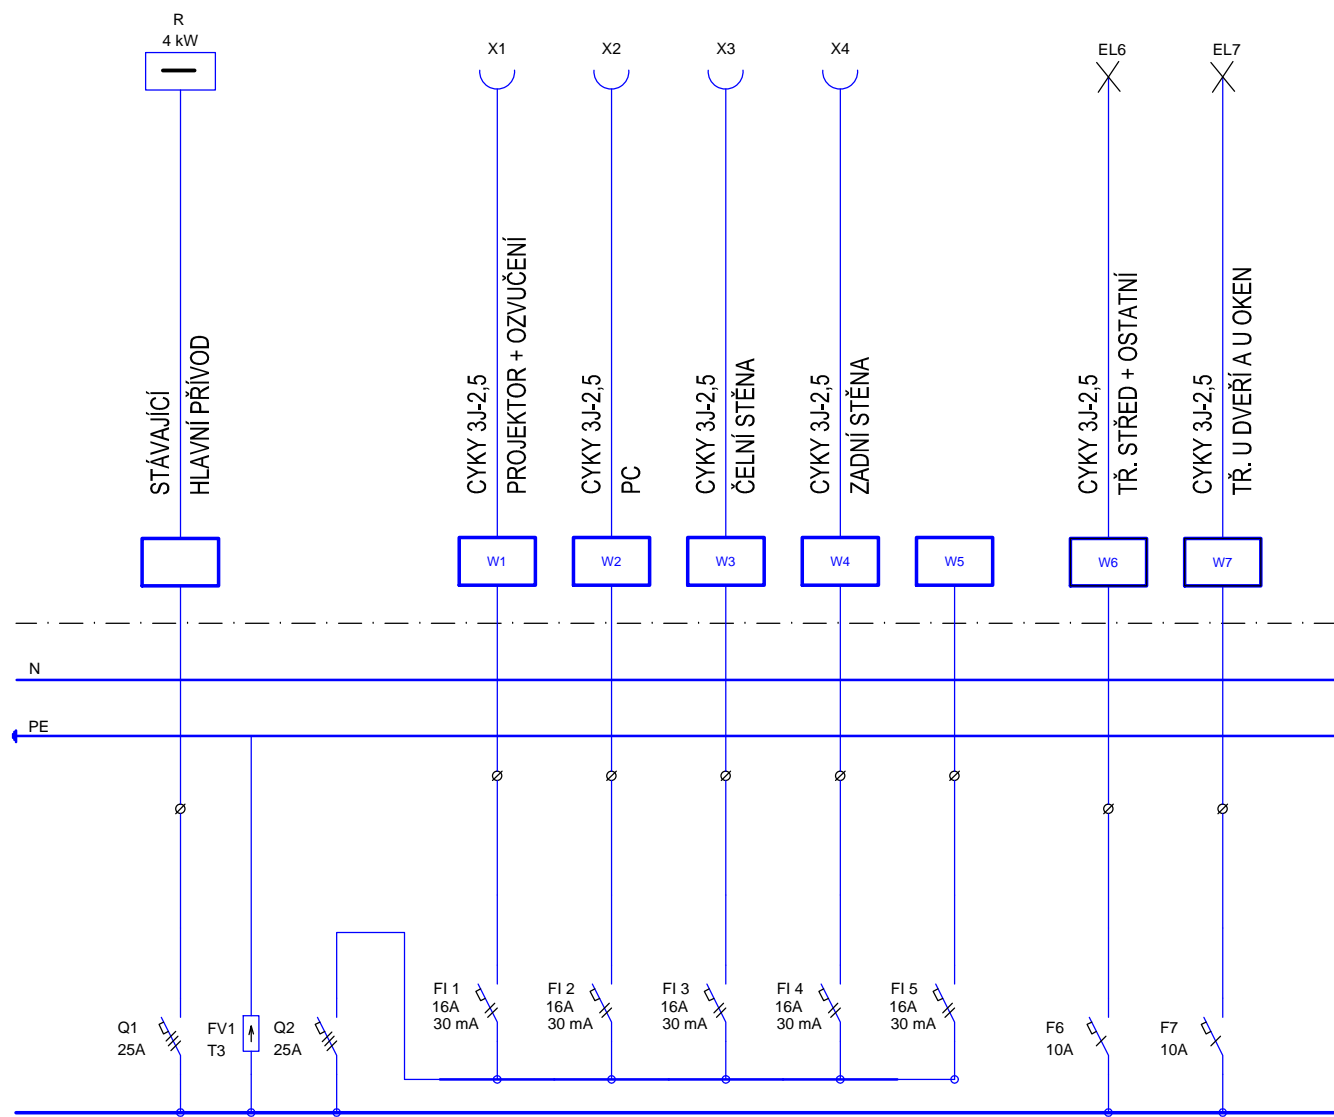 R
4 kW
X1
X2
X3
X4
EL6
EL7
STÁVAJÍCÍ
HLAVNÍ PŘÍVOD
CYKY 3J-2,5
PROJEKTOR + OZVUČENÍ
CYKY 3J-2,5
PC
CYKY 3J-2,5
ČELNÍ STĚNA
CYKY 3J-2,5
ZADNÍ STĚNA
CYKY 3J-2,5
TŘ. STŘED + OSTATNÍ
CYKY 3J-2,5
TŘ. U DVEŘÍ A U OKEN
W1
W2
W3
W4
W5
W6
W7
N
PE
Q1
25A
FV1
T3
Q2
25A
FI 1
16A
30 mA
FI 2
16A
30 mA
FI 3
16A
30 mA
FI 4
16A
30 mA
FI 5
16A
30 mA
F6
10A
F7
10A